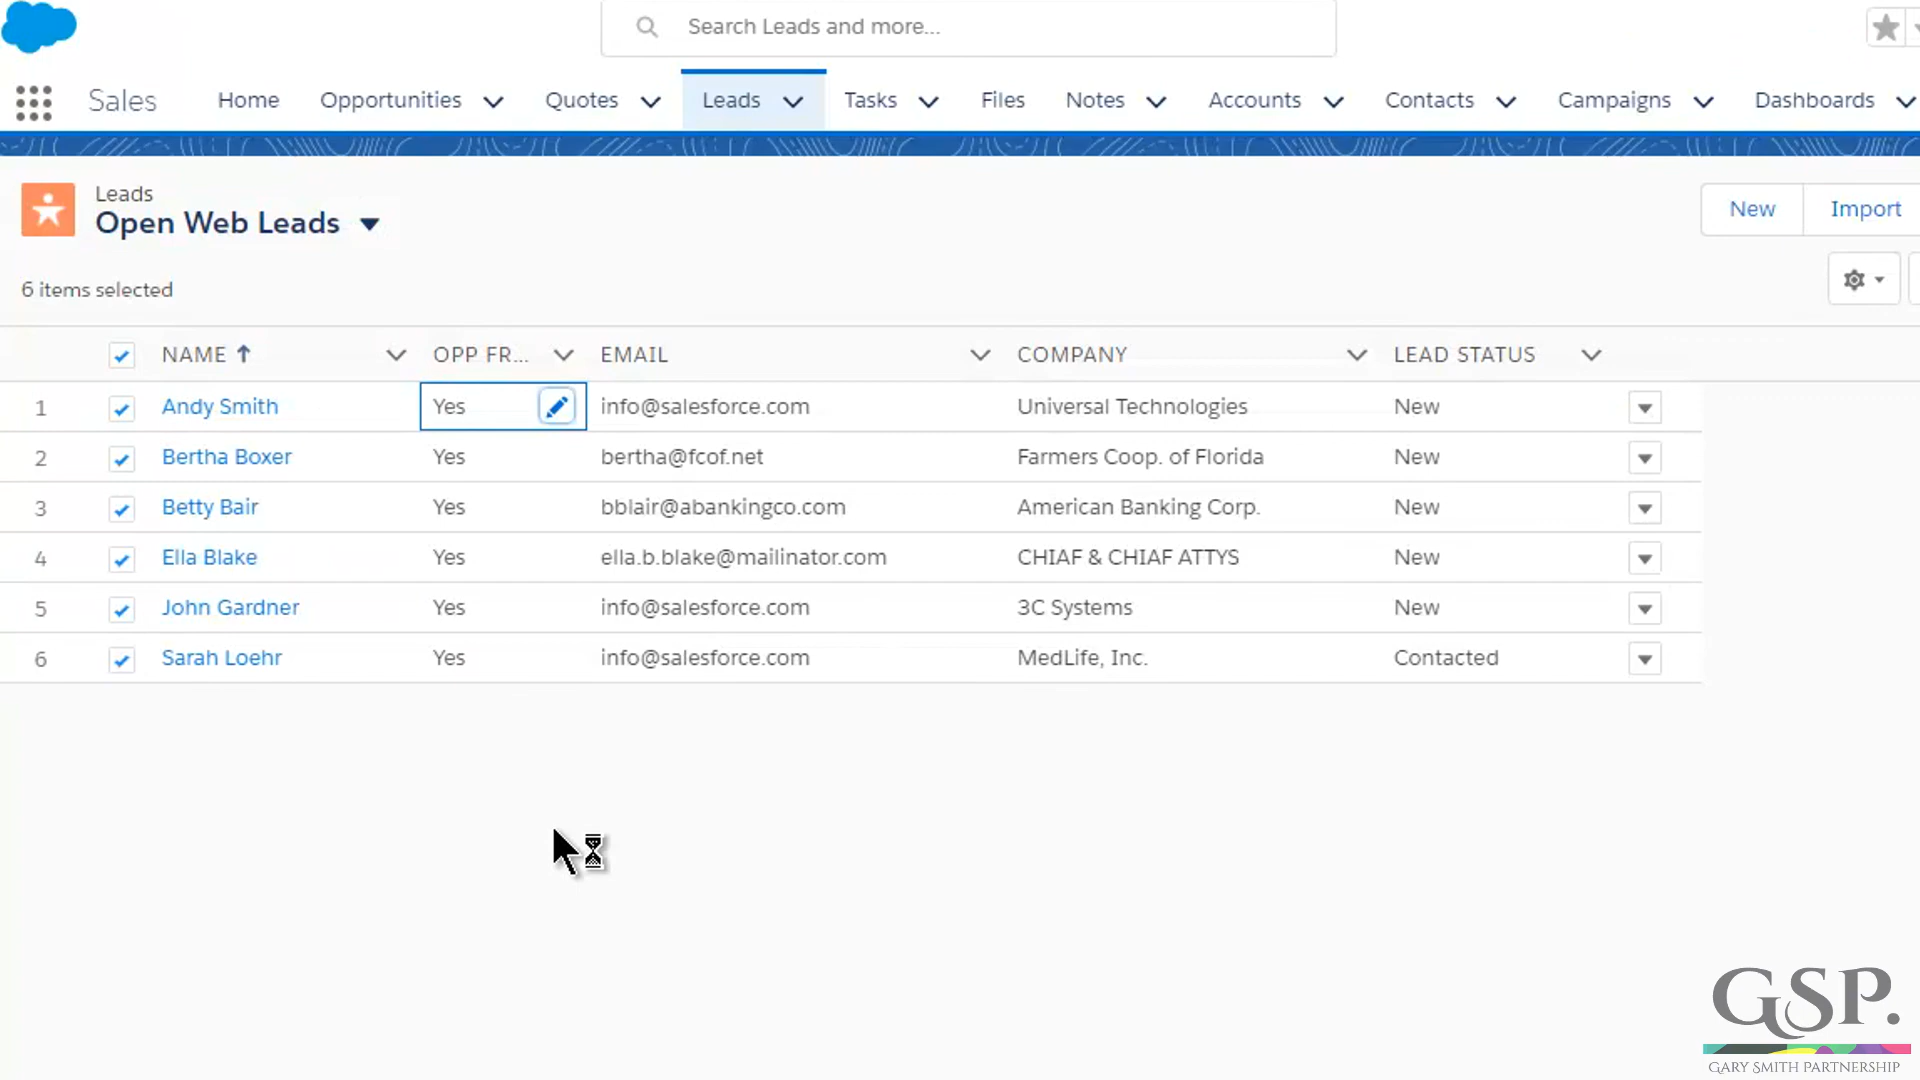 Search Leads and more...
Sales Home Opportunities Quotes Leads Tasks Files Notes Accounts Contacts Campaigns Dashboards
Leads
Open Web Leads
New Import
6 items selected
NAME OPP FR... EMAIL COMPANY LEAD STATUS
1 Andy Smith Yes info@salesforce.com Universal Technologies New
2 Bertha Boxer Yes bertha@fcof.net Farmers Coop. of Florida New
3 Betty Bair Yes bblair@abankingco.com American Banking Corp. New
4 Ella Blake Yes ella.b.blake@mailinator.com CHIAF & CHIAF ATTYS New
5 John Gardner Yes info@salesforce.com 3C Systems New
6 Sarah Loehr Yes info@salesforce.com MedLife, Inc. Contacted
GSP.
GARY SMITH PARTNERSHIP